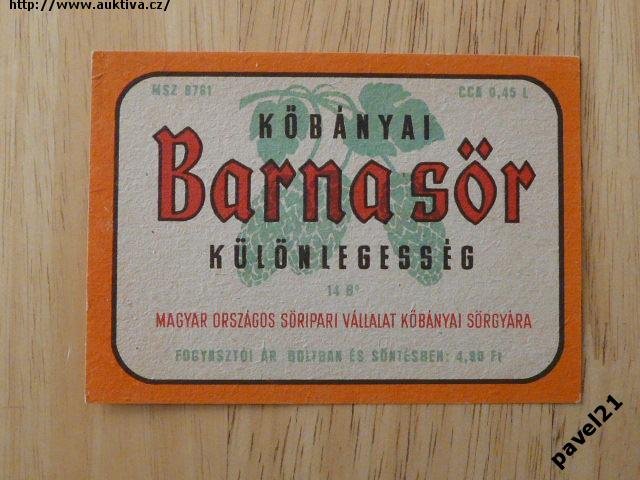 http://www.auktiva.cz/
MSZ 8761 CCA 0,45 L
KŐBÁNYAI
Barna sör
KÜLÖNLEGESSÉG
14 B°
MAGYAR ORSZÁGOS SÖRIPARI VÁLLALAT KŐBÁNYAI SÖRGYÁRA
FOGYASZTÓI ÁR BOLTBAN ÉS SÖNTÉSBEN: 4,90 Ft
pavel21